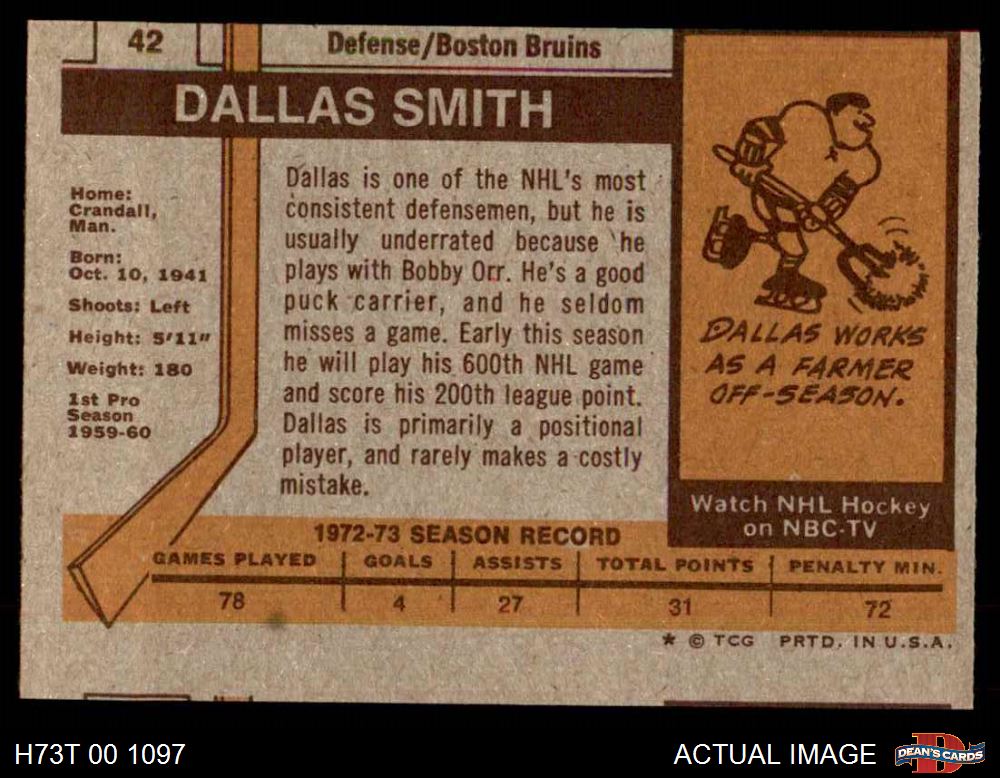 42
Defense/Boston Bruins
DALLAS SMITH
Home:
Crandall,
Man.
Born:
Oct. 10, 1941
Shoots: Left
Height: 5'11"
Weight: 180
1st Pro
Season
1959-60
Dallas is one of the NHL's most
consistent defensemen, but he is
usually underrated because he
plays with Bobby Orr. He's a good
puck carrier, and he seldom
misses a game. Early this season
he will play his 600th NHL game
and score his 200th league point.
Dallas is primarily a positional
player, and rarely makes a costly
mistake.
DALLAS WORKS
AS A FARMER
OFF-SEASON.
Watch NHL Hockey
on NBC-TV
1972-73 SEASON RECORD
GAMES PLAYED GOALS ASSISTS TOTAL POINTS PENALTY MIN.
78 4 27 31 72
* © TCG PRTD. IN U.S.A.
H73T 00 1097
ACTUAL IMAGE
DEAN'S CARDS